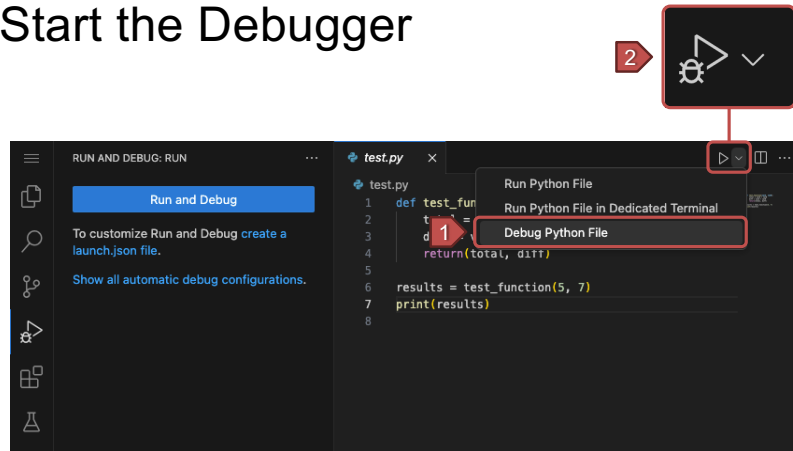 Start the Debugger
2
RUN AND DEBUG: RUN
...
test.py
Run and Debug
To customize Run and Debug create a
launch.json file.
Show all automatic debug configurations.
test.py
Run Python File
Run Python File in Dedicated Terminal
1
Debug Python File
1 def test_fun
2 t =
3 d
4 return(total, diff)
5
6 results = test_function(5, 7)
7 print(results)
8